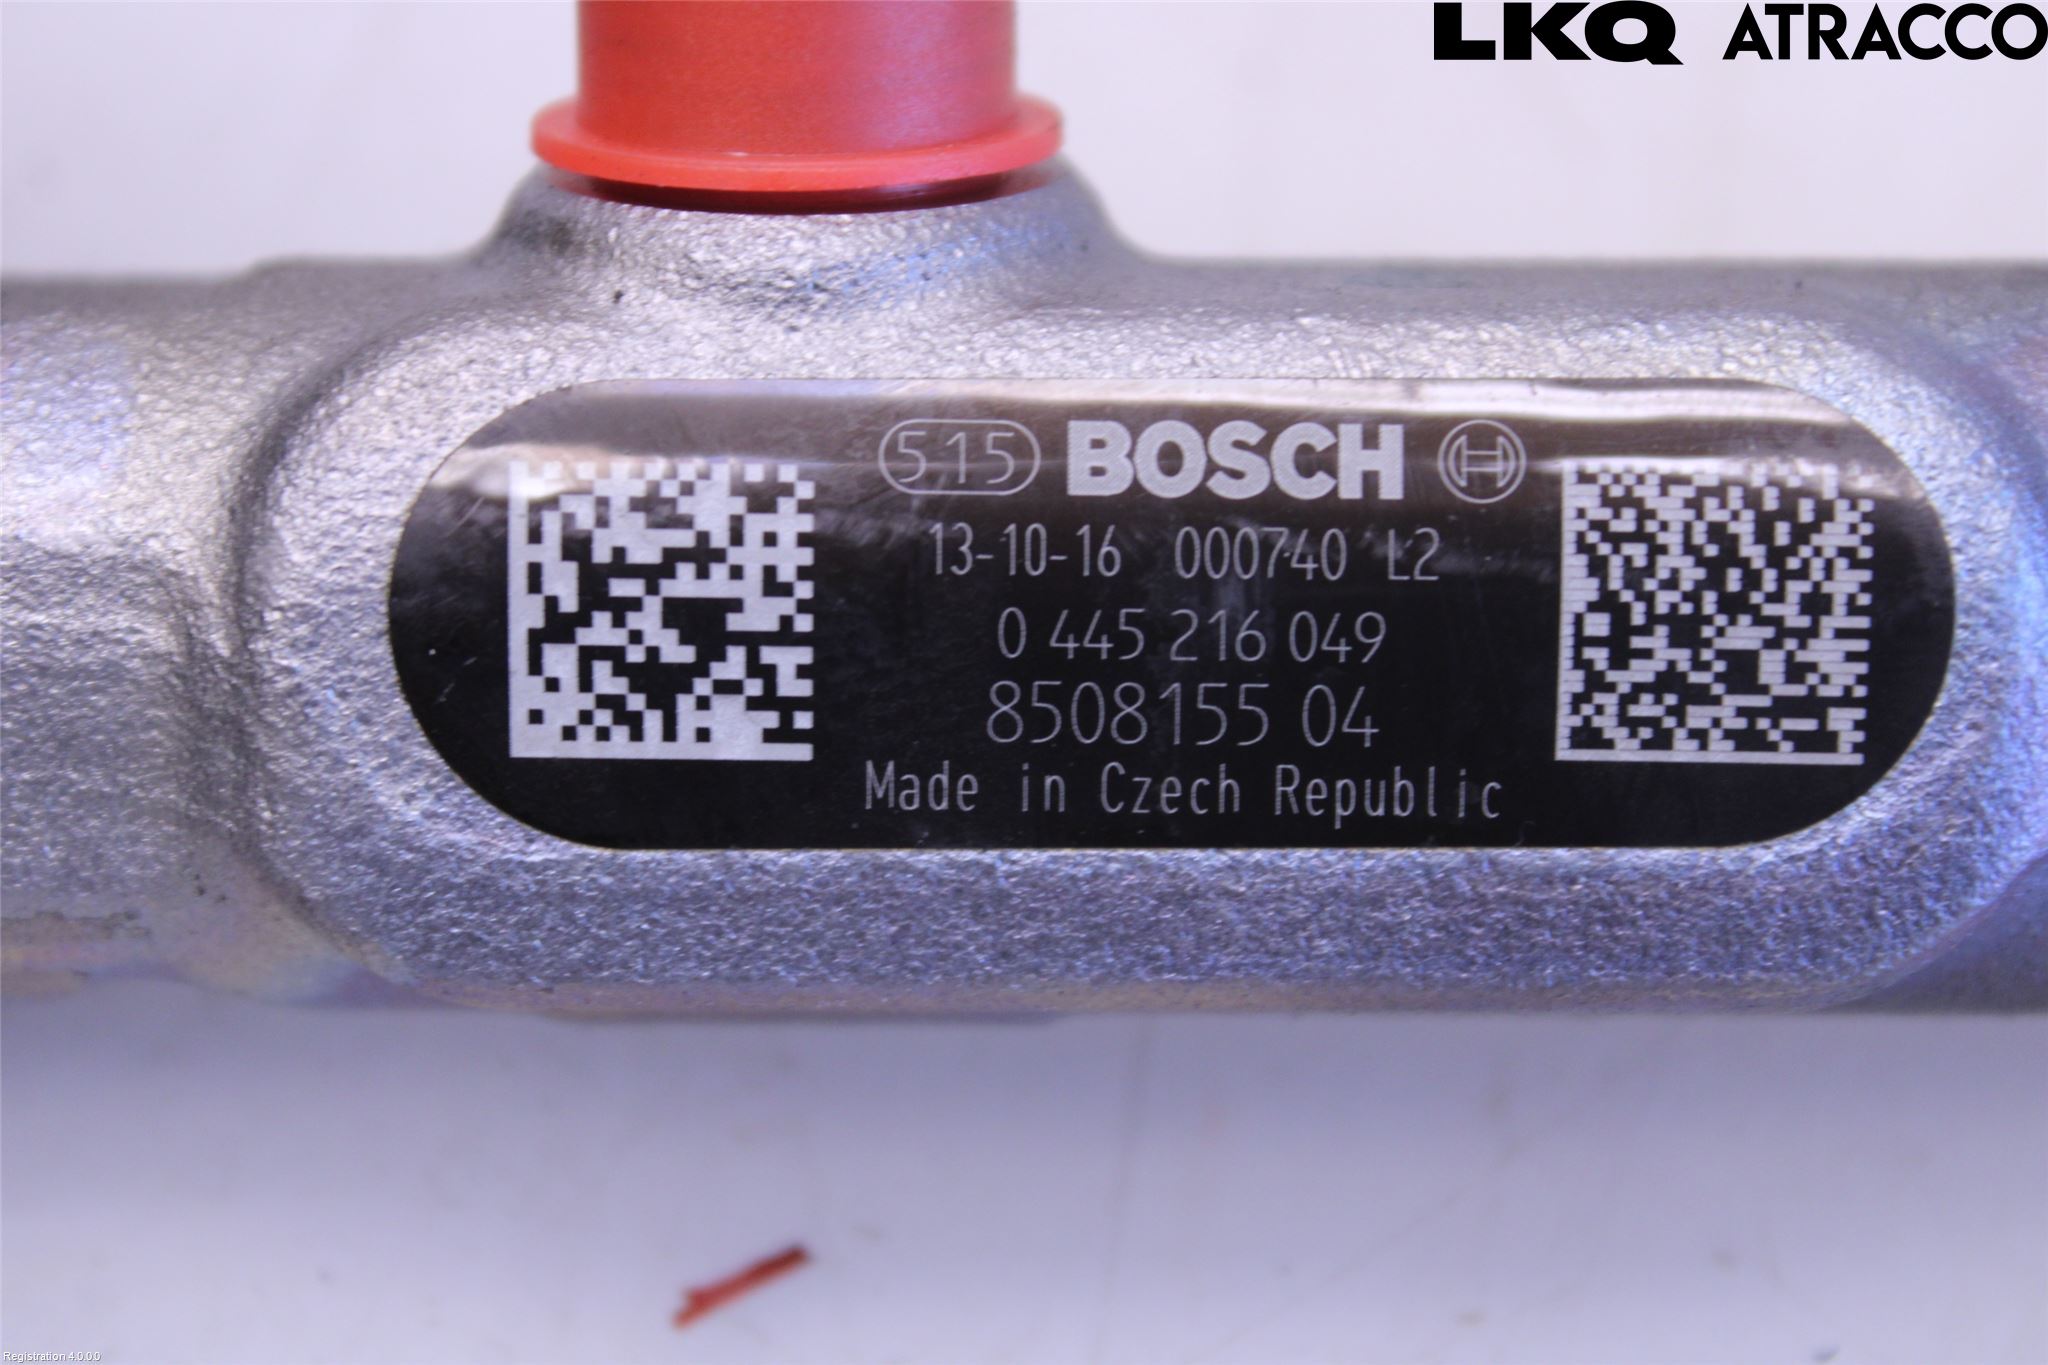 LKQ ATRACCO
515 BOSCH
13-10-16 000740 L2
0 445 216 049
8508155 04
Made in Czech Republic
Registration 4.0.0.0